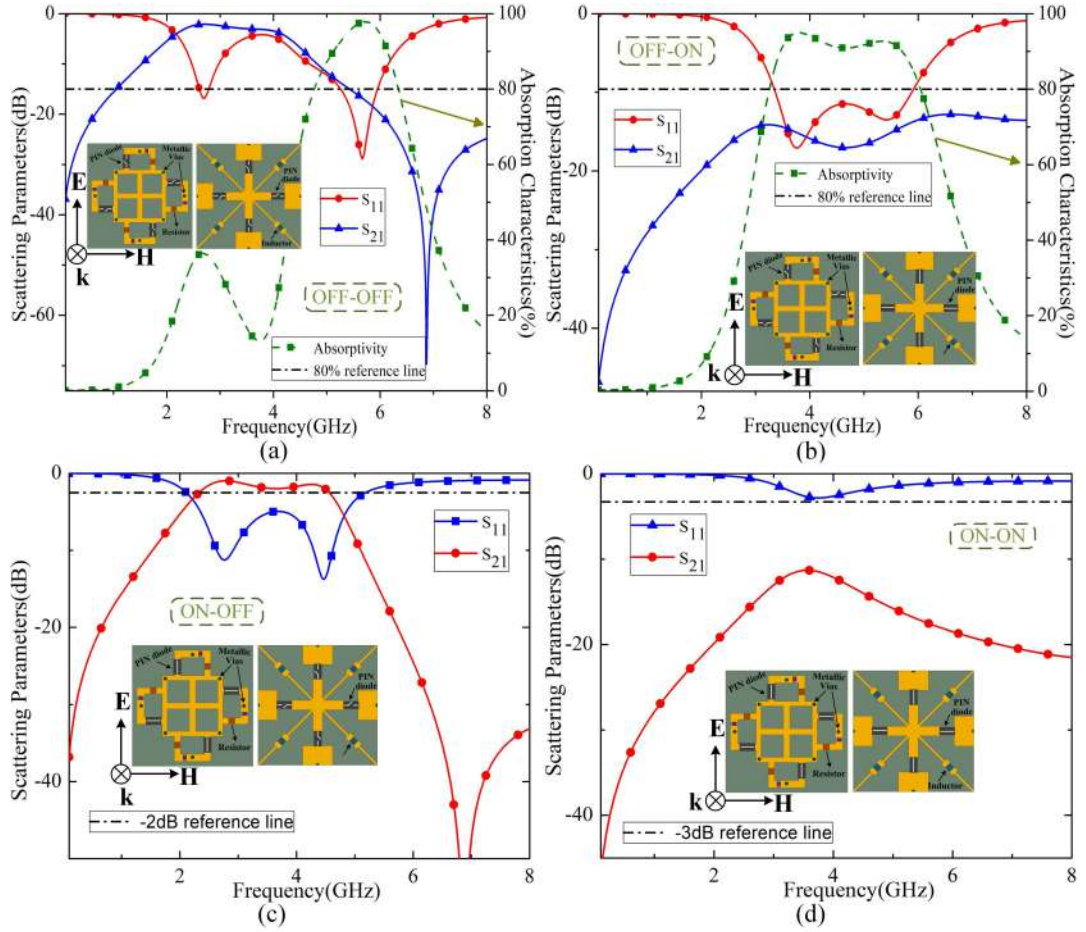 0
-20
-40
-60
Scattering Parameters(dB)
100
80
60
40
20
0
Absorption Characteristics(%)
PIN diode
Metallic
Vias
PIN
diode
E
H
k
Resistor
Inductor
S11
S21
OFF-OFF
Absorptivity
80% reference line
2 4 6 8
Frequency(GHz)
(a)
0
-20
-40
Scattering Parameters(dB)
100
80
60
40
20
0
Absorption Characteristics(%)
OFF-ON
S11
S21
Absorptivity
80% reference line
PIN diode
Metallic
Vias
PIN
diode
E
k
H
Resistor
2 4 6 8
Frequency(GHz)
(b)
0
-20
-40
Scattering Parameters(dB)
S11
S21
ON-OFF
PIN diode
Metallic
Vias
PIN
diode
E
H
k
Resistor
-2dB reference line
2 4 6 8
Frequency(GHz)
(c)
0
-20
-40
Scattering Parameters(dB)
S11
S21
ON-ON
PIN diode
Metallic
Vias
PIN
diode
E
k
H
Resistor
Inductor
-3dB reference line
2 4 6 8
Frequency(GHz)
(d)